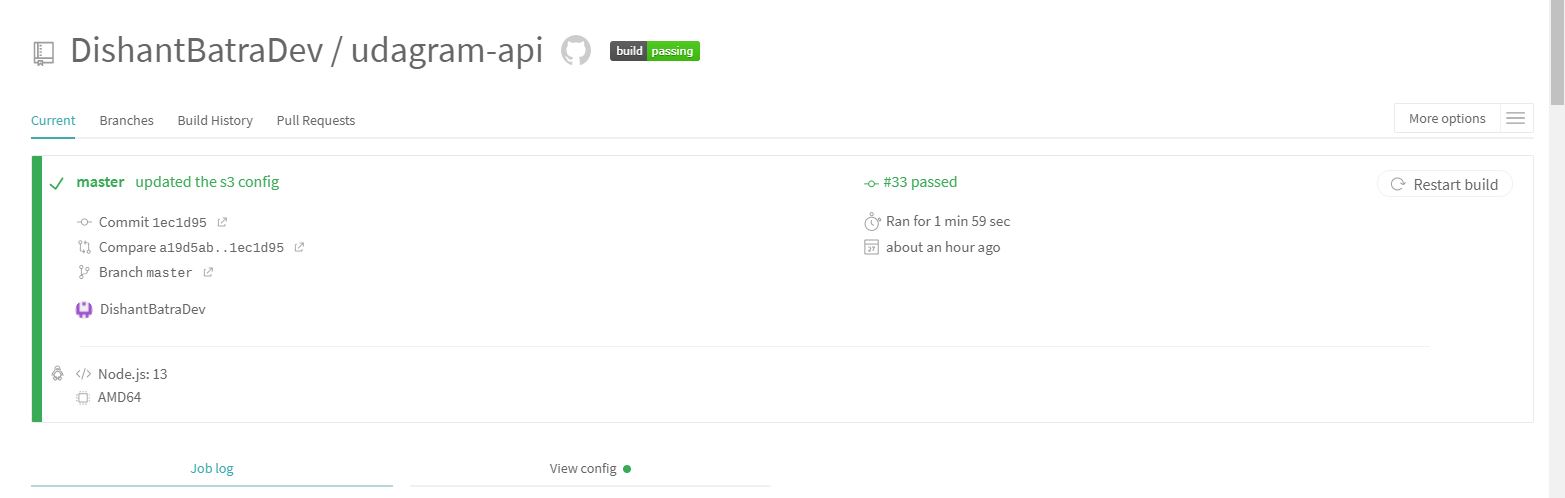 DishantBatraDev / udagram-api build passing
Current Branches Build History Pull Requests More options
master updated the s3 config #33 passed Restart build
Commit 1ec1d95 Ran for 1 min 59 sec
Compare a19d5ab..1ec1d95 27 about an hour ago
Branch master
DishantBatraDev
</> Node.js: 13
AMD64
Job log View config